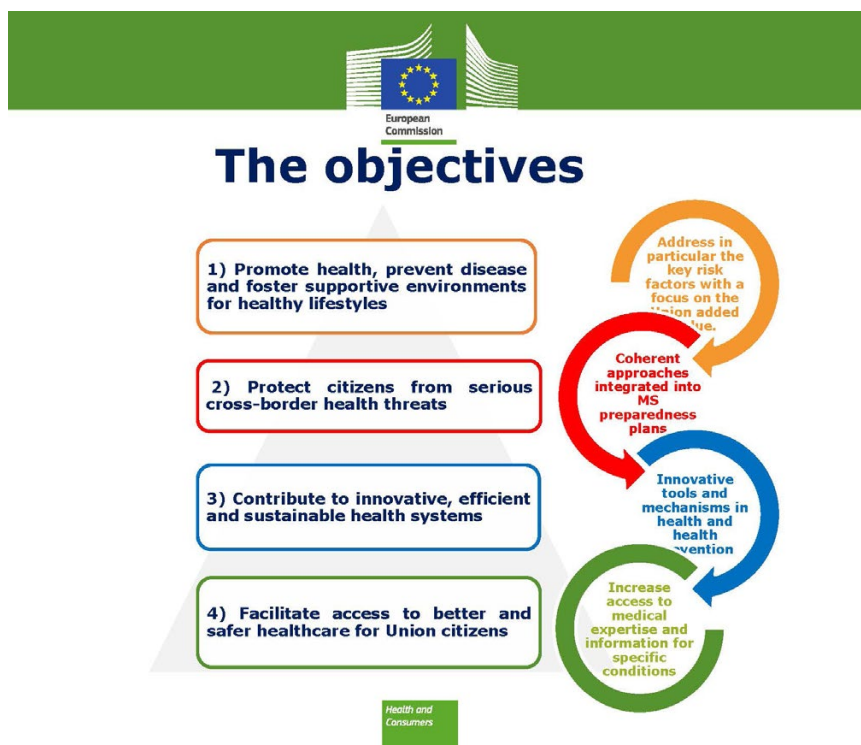 European
Commission
The objectives
1) Promote health, prevent disease
and foster supportive environments
for healthy lifestyles
Address in
particular the
key risk
factors with a
focus on the
Union added
2) Protect citizens from serious
cross-border health threats
Coherent
approaches
integrated into
MS
preparedness
plans
3) Contribute to innovative, efficient
and sustainable health systems
Innovative
tools and
mechanisms in
health and
health
4) Facilitate access to better and
safer healthcare for Union citizens
Increase
access to
medical
expertise and
information for
specific
conditions
Health and
Consumers